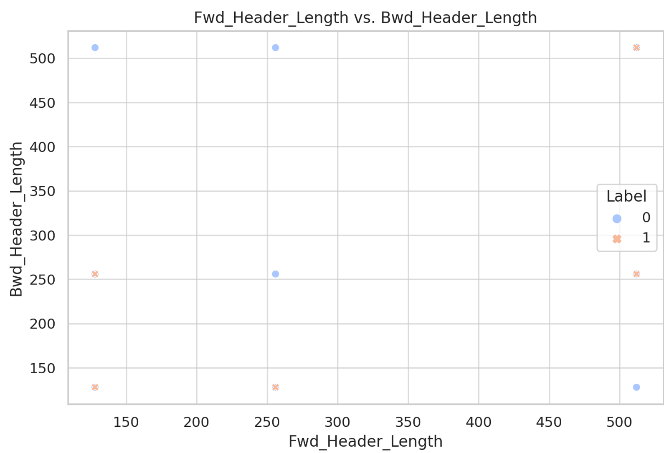 Fwd_Header_Length vs. Bwd_Header_Length
500
450
400
350
300
250
200
150
Bwd_Header_Length
Label
0
1
150 200 250 300 350 400 450 500
Fwd_Header_Length